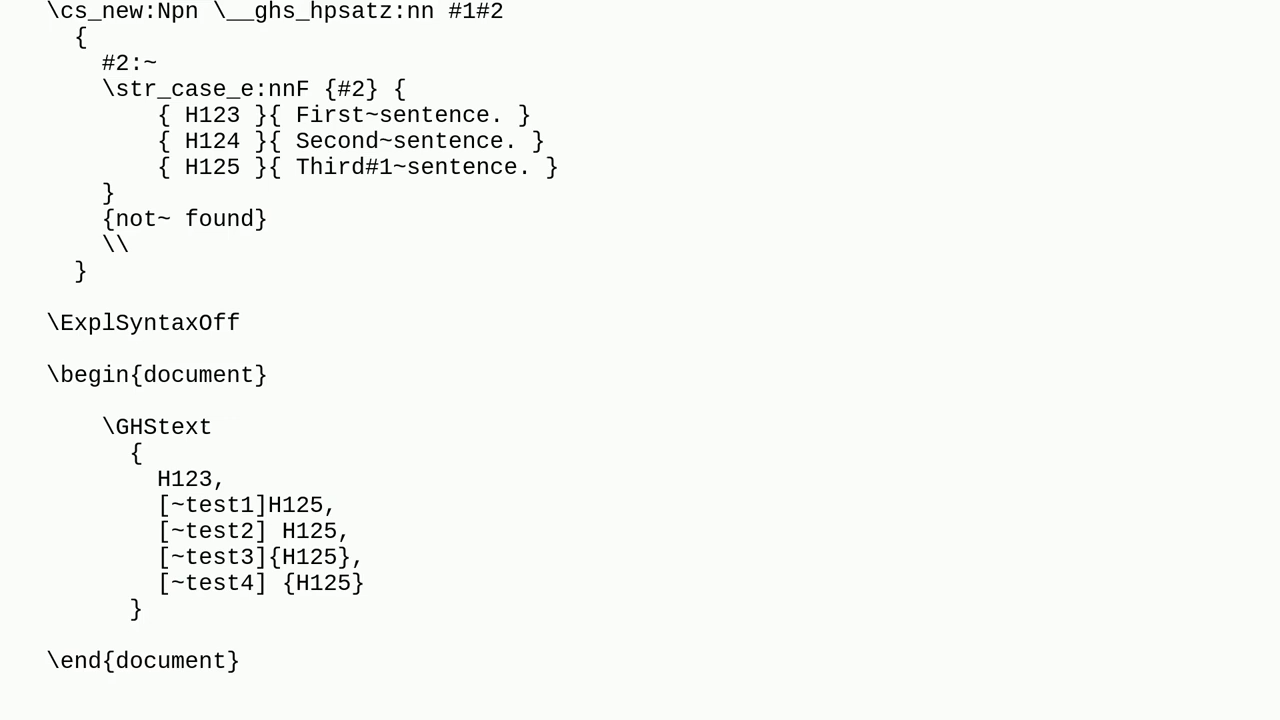 \cs_new:Npn \__ghs_hpsatz:nn #1#2
  {
    #2:~
    \str_case_e:nnF {#2} {
        { H123 }{ First~sentence. }
        { H124 }{ Second~sentence. }
        { H125 }{ Third#1~sentence. }
    }
    {not~ found}
    \\
  }

\ExplSyntaxOff

\begin{document}

    \GHStext
      {
        H123,
        [~test1]H125,
        [~test2] H125,
        [~test3]{H125},
        [~test4] {H125}
      }

\end{document}